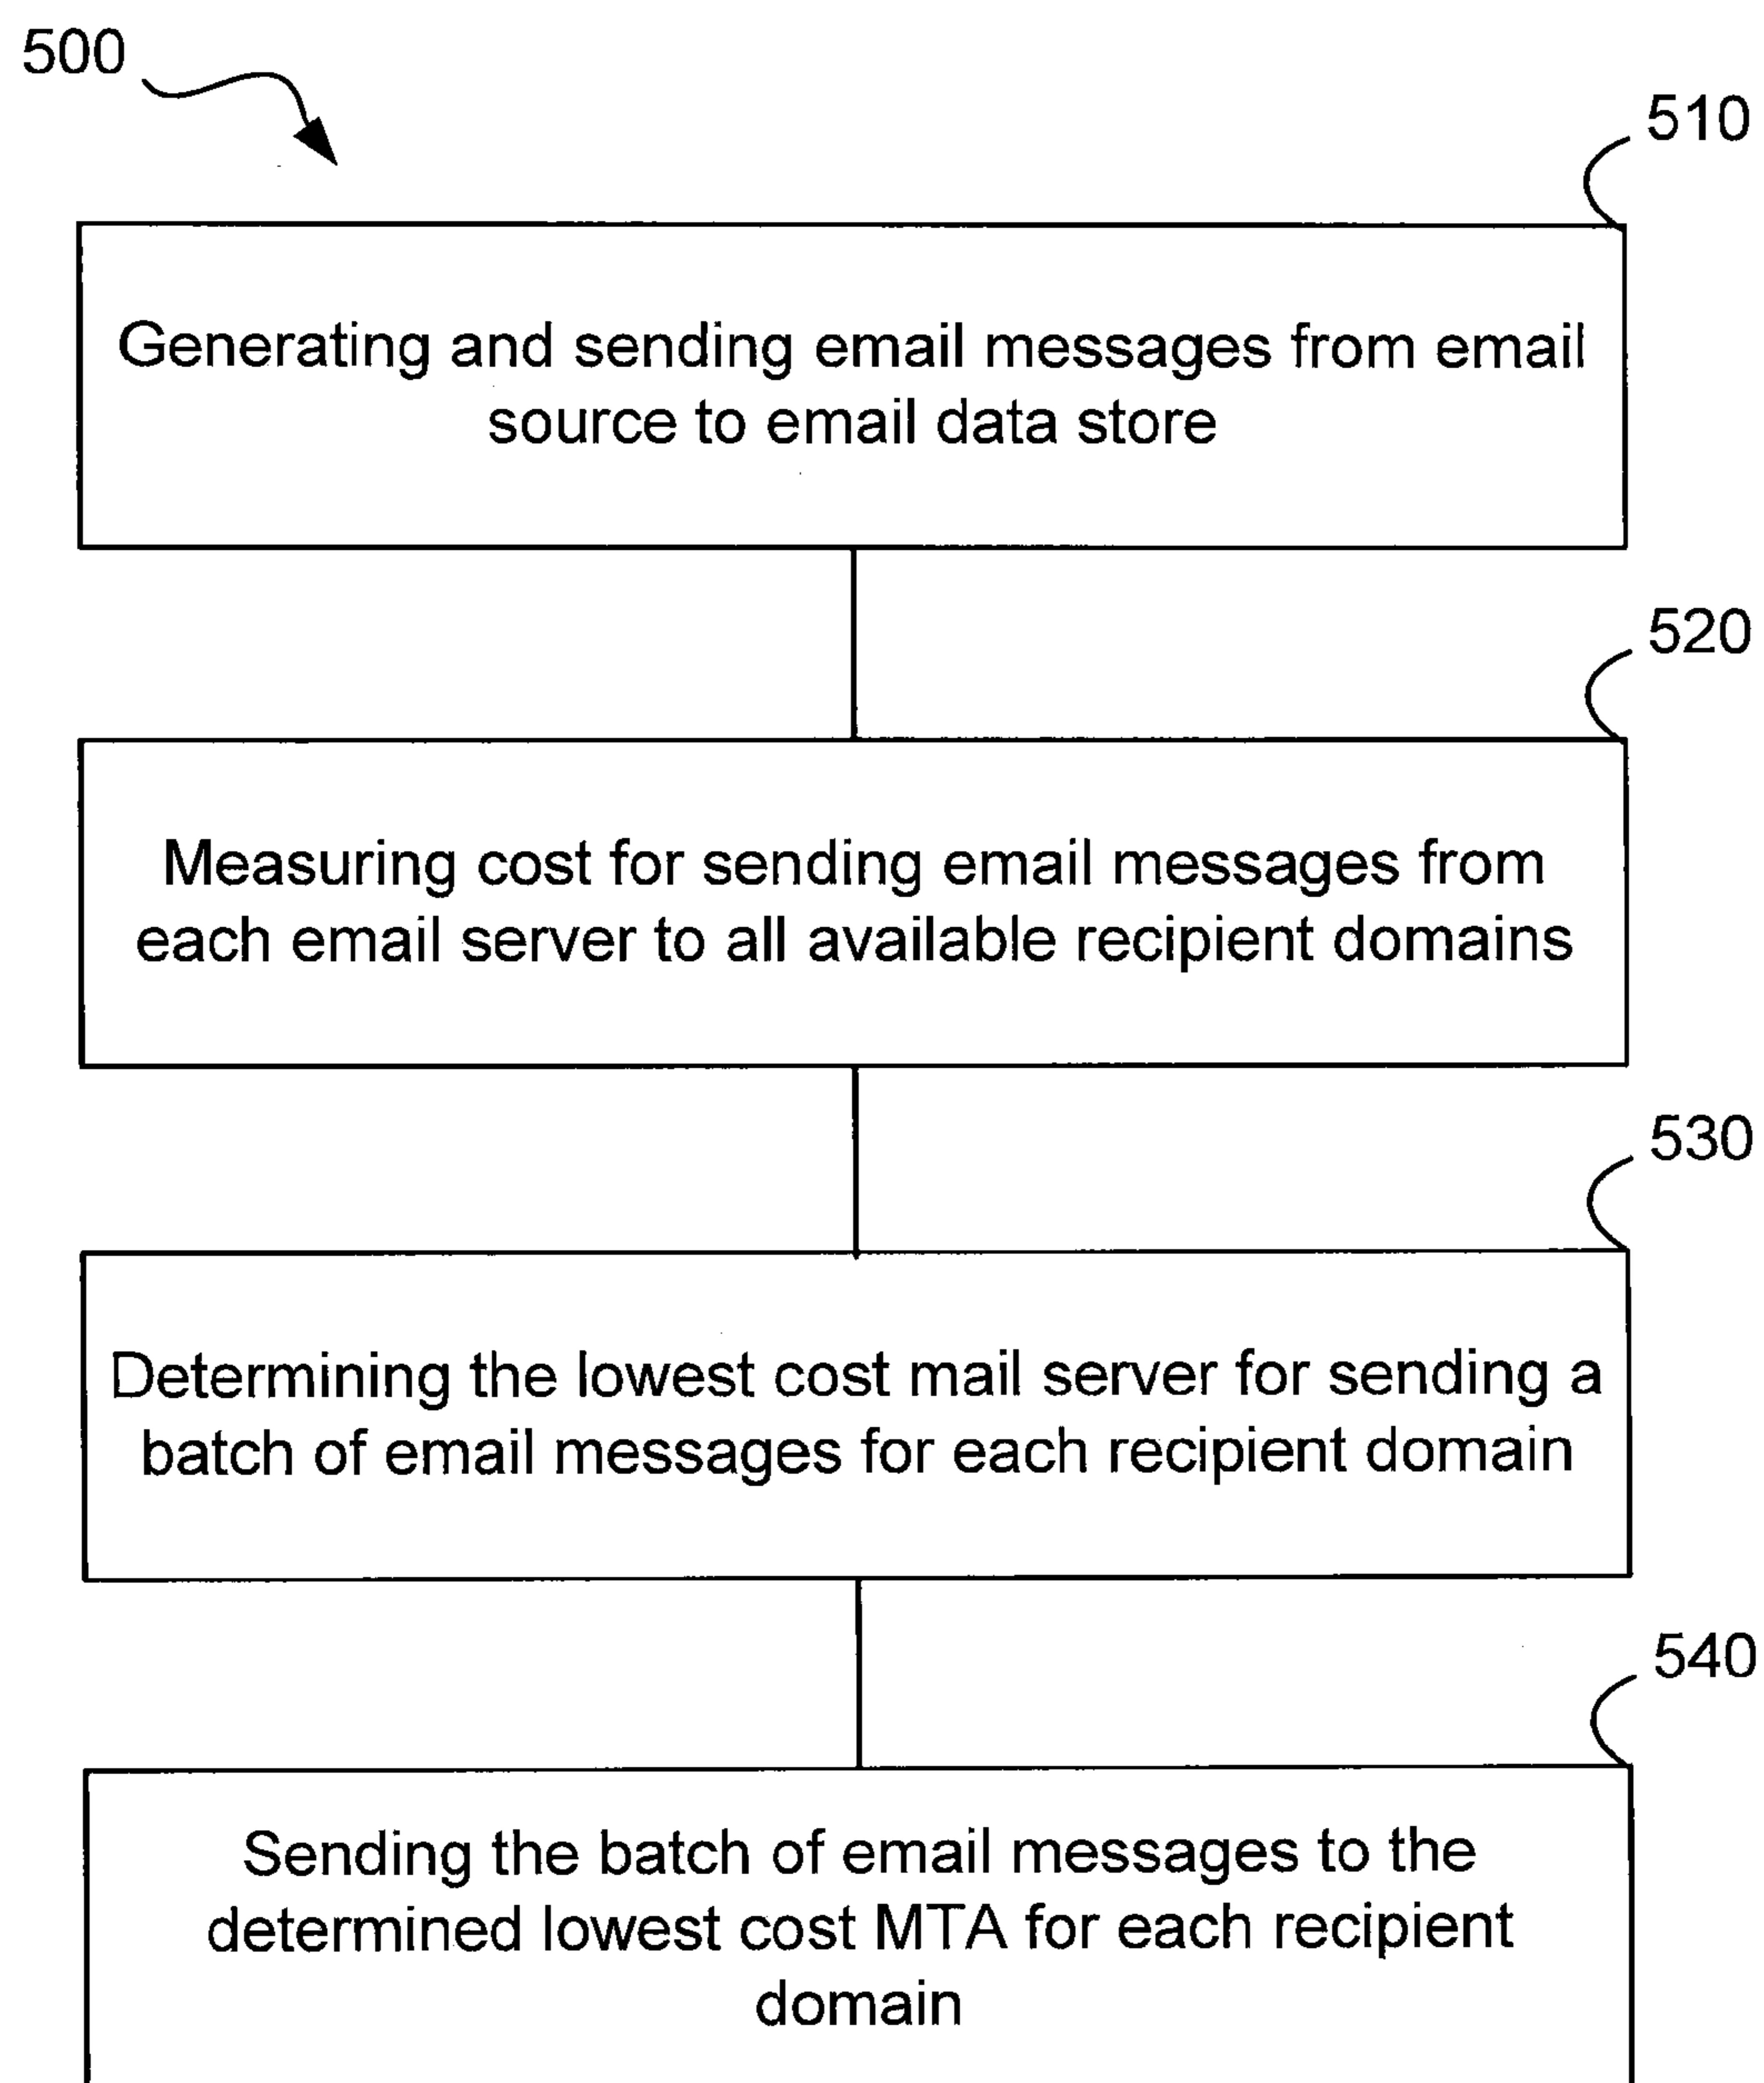 500
510
Generating and sending email messages from email
source to email data store
520
Measuring cost for sending email messages from
each email server to all available recipient domains
530
Determining the lowest cost mail server for sending a
batch of email messages for each recipient domain
540
Sending the batch of email messages to the
determined lowest cost MTA for each recipient
domain